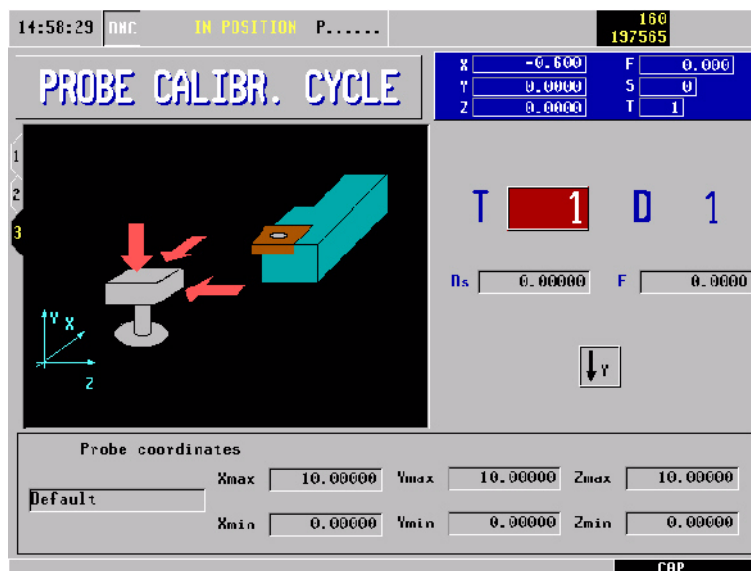 14:58:29 DNC IN POSITION P...... 160
197565
PROBE CALIBR. CYCLE
X -0.600 F 0.000
Y 0.0000 S 0
Z 0.0000 T 1
1
2
3
T 1 D 1
Ds 0.00000 F 0.0000
Y
Y X
Z
Probe coordinates
Default
Xmax 10.00000 Ymax 10.00000 Zmax 10.00000
Xmin 0.00000 Ymin 0.00000 Zmin 0.00000
CAP